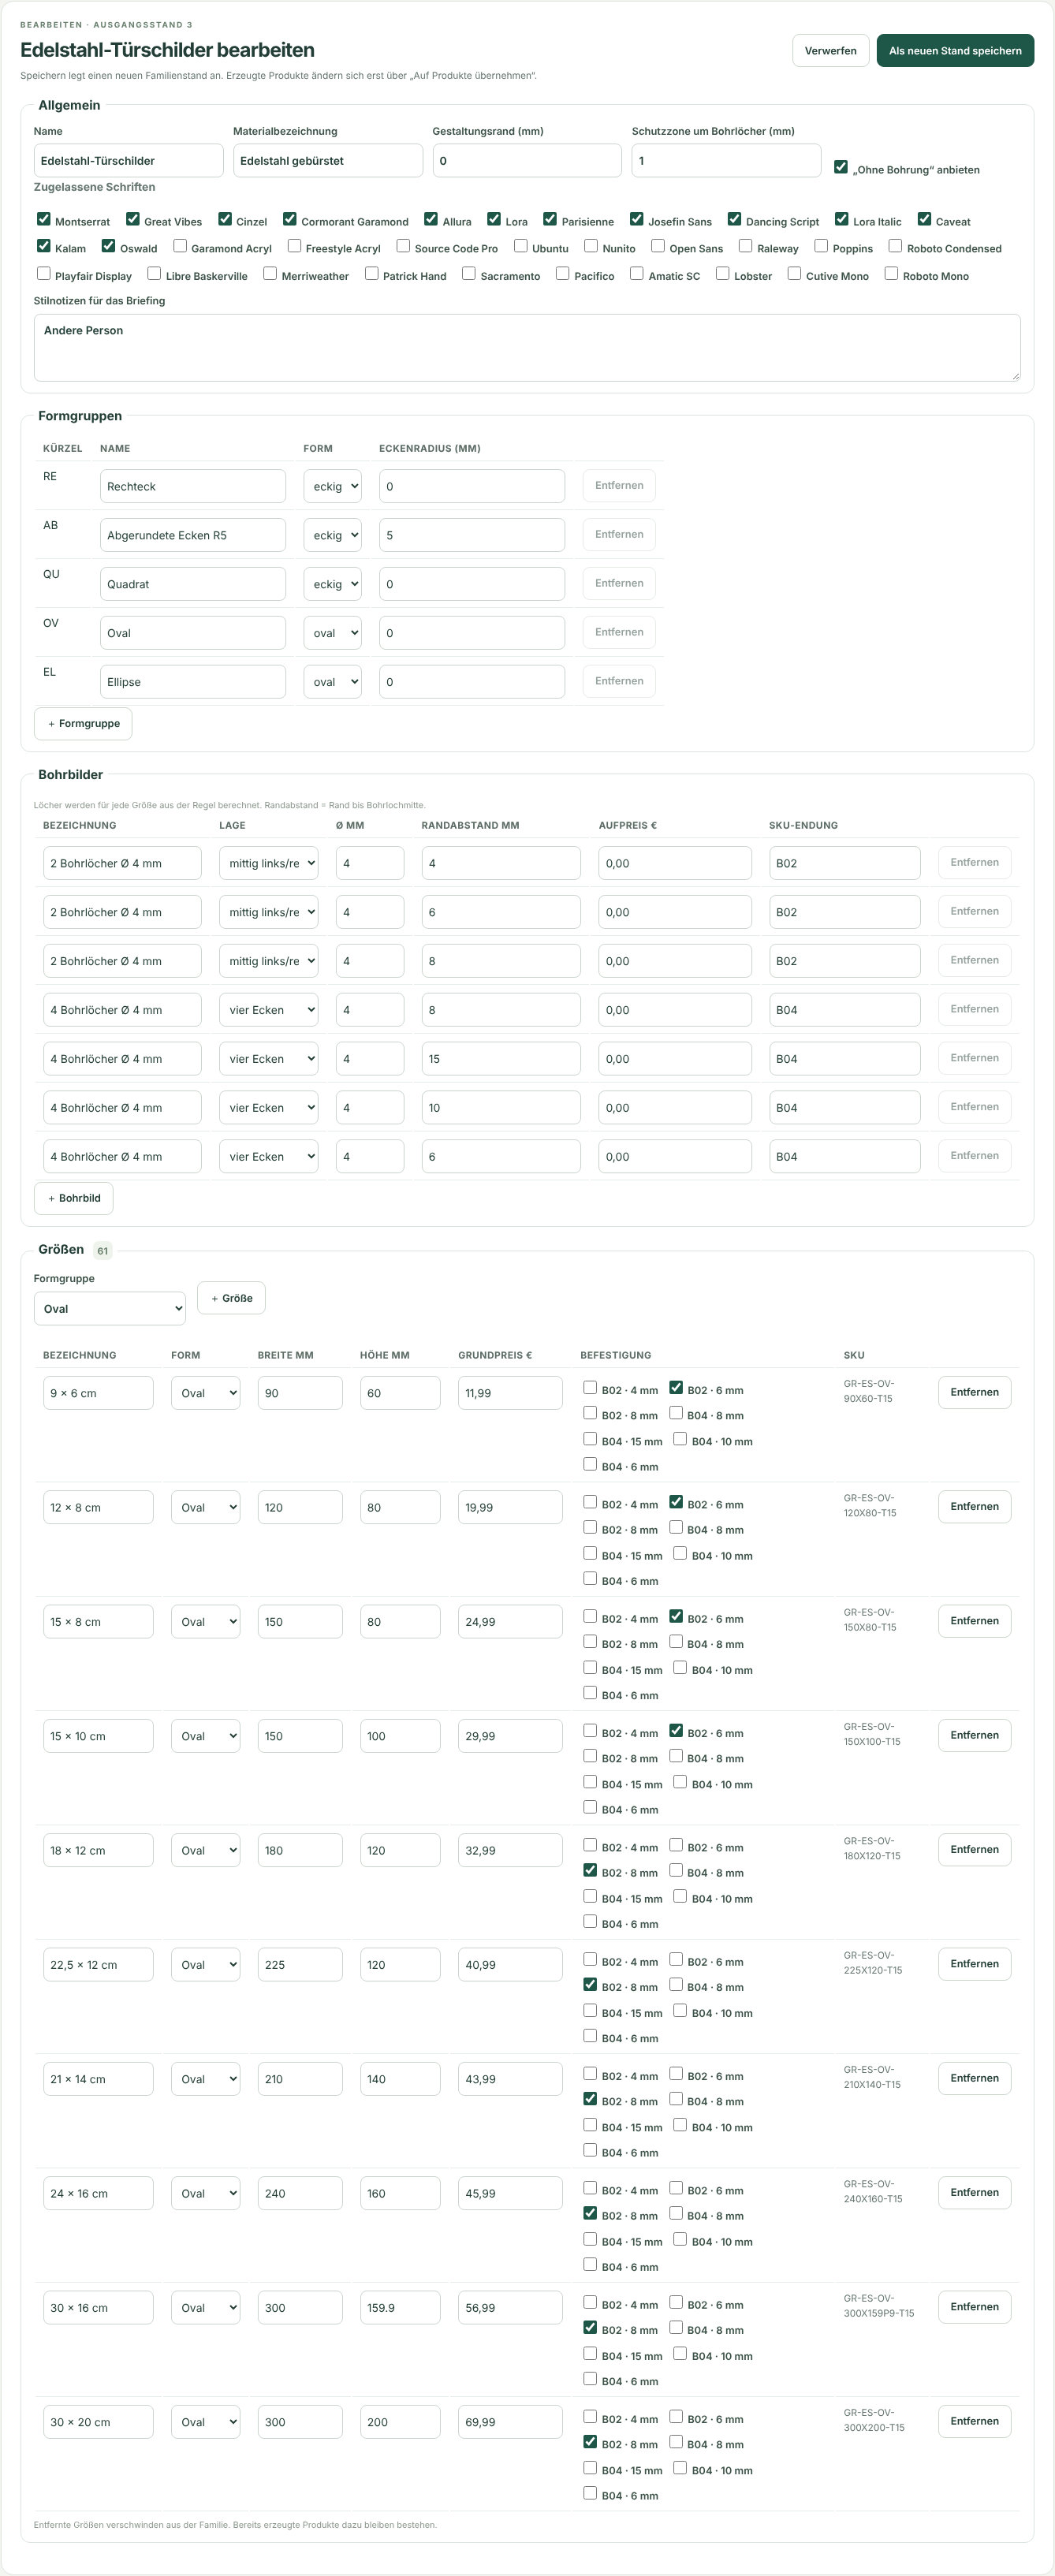 BEARBEITEN · AUSGANGSSTAND 3
Edelstahl-Türschilder bearbeiten
Verwerfen
Als neuen Stand speichern
Speichern legt einen neuen Familienstand an. Erzeugte Produkte ändern sich erst über „Auf Produkte übernehmen“.
Allgemein
Name Materialbezeichnung Gestaltungsrand (mm) Schutzzone um Bohrlöcher (mm)
Edelstahl-Türschilder Edelstahl gebürstet 0 1 „Ohne Bohrung“ anbieten
Zugelassene Schriften
Montserrat Great Vibes Cinzel Cormorant Garamond Allura Lora Parisienne Josefin Sans Dancing Script Lora Italic Caveat
Kalam Oswald Garamond Acryl Freestyle Acryl Source Code Pro Ubuntu Nunito Open Sans Raleway Poppins Roboto Condensed
Playfair Display Libre Baskerville Merriweather Patrick Hand Sacramento Pacifico Amatic SC Lobster Cutive Mono Roboto Mono
Stilnotizen für das Briefing
Andere Person
Formgruppen
KÜRZEL NAME FORM ECKENRADIUS (MM)
RE Rechteck eckig 0 Entfernen
AB Abgerundete Ecken R5 eckig 5 Entfernen
QU Quadrat eckig 0 Entfernen
OV Oval oval 0 Entfernen
EL Ellipse oval 0 Entfernen
+ Formgruppe
Bohrbilder
Löcher werden für jede Größe aus der Regel berechnet. Randabstand = Rand bis Bohrlochmitte.
BEZEICHNUNG LAGE Ø MM RANDABSTAND MM AUFPREIS € SKU-ENDUNG
2 Bohrlöcher Ø 4 mm mittig links/re 4 4 0,00 B02 Entfernen
2 Bohrlöcher Ø 4 mm mittig links/re 4 6 0,00 B02 Entfernen
2 Bohrlöcher Ø 4 mm mittig links/re 4 8 0,00 B02 Entfernen
4 Bohrlöcher Ø 4 mm vier Ecken 4 8 0,00 B04 Entfernen
4 Bohrlöcher Ø 4 mm vier Ecken 4 15 0,00 B04 Entfernen
4 Bohrlöcher Ø 4 mm vier Ecken 4 10 0,00 B04 Entfernen
4 Bohrlöcher Ø 4 mm vier Ecken 4 6 0,00 B04 Entfernen
+ Bohrbild
Größen 61
Formgruppe
Oval + Größe
BEZEICHNUNG FORM BREITE MM HÖHE MM GRUNDPREIS € BEFESTIGUNG SKU
9 × 6 cm Oval 90 60 11,99 B02 · 4 mm B02 · 6 mm GR-ES-OV- Entfernen
90X60-T15
B02 · 8 mm B04 · 8 mm
B04 · 15 mm B04 · 10 mm
B04 · 6 mm
12 × 8 cm Oval 120 80 19,99 B02 · 4 mm B02 · 6 mm GR-ES-OV- Entfernen
120X80-T15
B02 · 8 mm B04 · 8 mm
B04 · 15 mm B04 · 10 mm
B04 · 6 mm
15 × 8 cm Oval 150 80 24,99 B02 · 4 mm B02 · 6 mm GR-ES-OV- Entfernen
150X80-T15
B02 · 8 mm B04 · 8 mm
B04 · 15 mm B04 · 10 mm
B04 · 6 mm
15 × 10 cm Oval 150 100 29,99 B02 · 4 mm B02 · 6 mm GR-ES-OV- Entfernen
150X100-T15
B02 · 8 mm B04 · 8 mm
B04 · 15 mm B04 · 10 mm
B04 · 6 mm
18 × 12 cm Oval 180 120 32,99 B02 · 4 mm B02 · 6 mm GR-ES-OV- Entfernen
180X120-T15
B02 · 8 mm B04 · 8 mm
B04 · 15 mm B04 · 10 mm
B04 · 6 mm
22,5 × 12 cm Oval 225 120 40,99 B02 · 4 mm B02 · 6 mm GR-ES-OV- Entfernen
225X120-T15
B02 · 8 mm B04 · 8 mm
B04 · 15 mm B04 · 10 mm
B04 · 6 mm
21 × 14 cm Oval 210 140 43,99 B02 · 4 mm B02 · 6 mm GR-ES-OV- Entfernen
210X140-T15
B02 · 8 mm B04 · 8 mm
B04 · 15 mm B04 · 10 mm
B04 · 6 mm
24 × 16 cm Oval 240 160 45,99 B02 · 4 mm B02 · 6 mm GR-ES-OV- Entfernen
240X160-T15
B02 · 8 mm B04 · 8 mm
B04 · 15 mm B04 · 10 mm
B04 · 6 mm
30 × 16 cm Oval 300 159.9 56,99 B02 · 4 mm B02 · 6 mm GR-ES-OV- Entfernen
300X159P9-T15
B02 · 8 mm B04 · 8 mm
B04 · 15 mm B04 · 10 mm
B04 · 6 mm
30 × 20 cm Oval 300 200 69,99 B02 · 4 mm B02 · 6 mm GR-ES-OV- Entfernen
300X200-T15
B02 · 8 mm B04 · 8 mm
B04 · 15 mm B04 · 10 mm
B04 · 6 mm
Entfernte Größen verschwinden aus der Familie. Bereits erzeugte Produkte dazu bleiben bestehen.